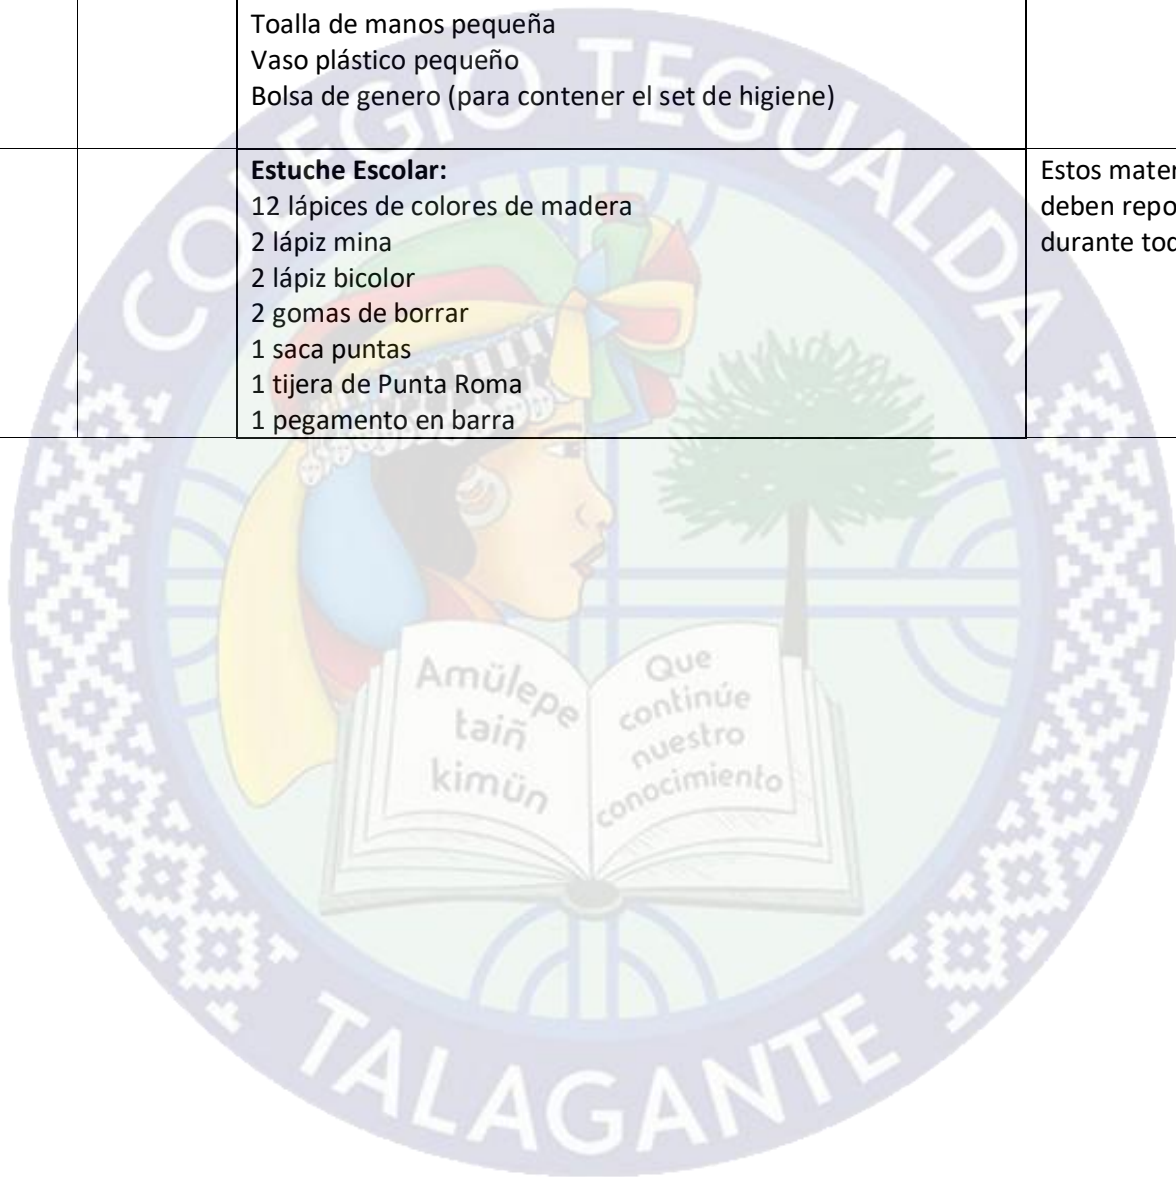 Toalla de manos pequeña
Vaso plástico pequeño
Bolsa de genero (para contener el set de higiene)
Estuche Escolar:
12 lápices de colores de madera
2 lápiz mina
2 lápiz bicolor
2 gomas de borrar
1 saca puntas
1 tijera de Punta Roma
1 pegamento en barra
Estos
deben
durante
COLEGIO TEGUALDA
Amülepe
taiñ
kimün
Que
continúe
nuestro
conocimiento
TALAGANTE